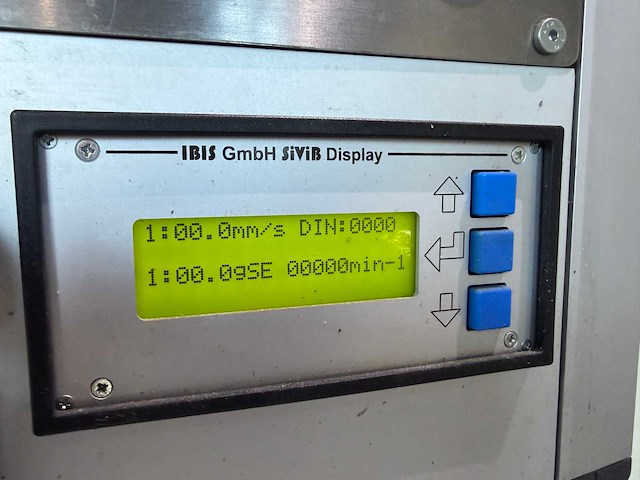 IBIS GmbH SiViB Display
1:00.0mm/s DIN:0000
1:00.0gSE 00000min-1